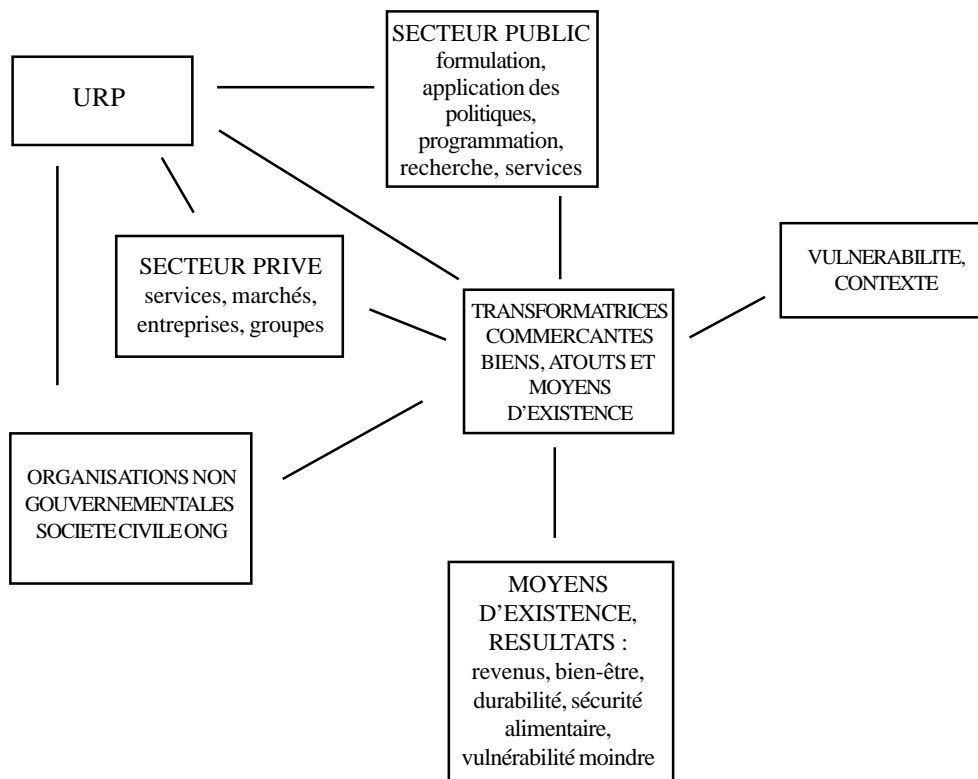 SECTEUR PUBLIC
formulation,
application des
politiques,
programmation,
recherche, services
URP
SECTEUR PRIVE
services, marchés,
entreprises, groupes
VULNERABILITE,
CONTEXTE
TRANSFORMATRICES
COMMERCANTES
BIENS, ATOUTS ET
MOYENS
D’EXISTENCE
ORGANISATIONS NON
GOUVERNEMENTALES
SOCIETE CIVILE ONG
MOYENS
D’EXISTENCE,
RESULTATS :
revenus, bien-être,
durabilité, sécurité
alimentaire,
vulnérabilité moindre